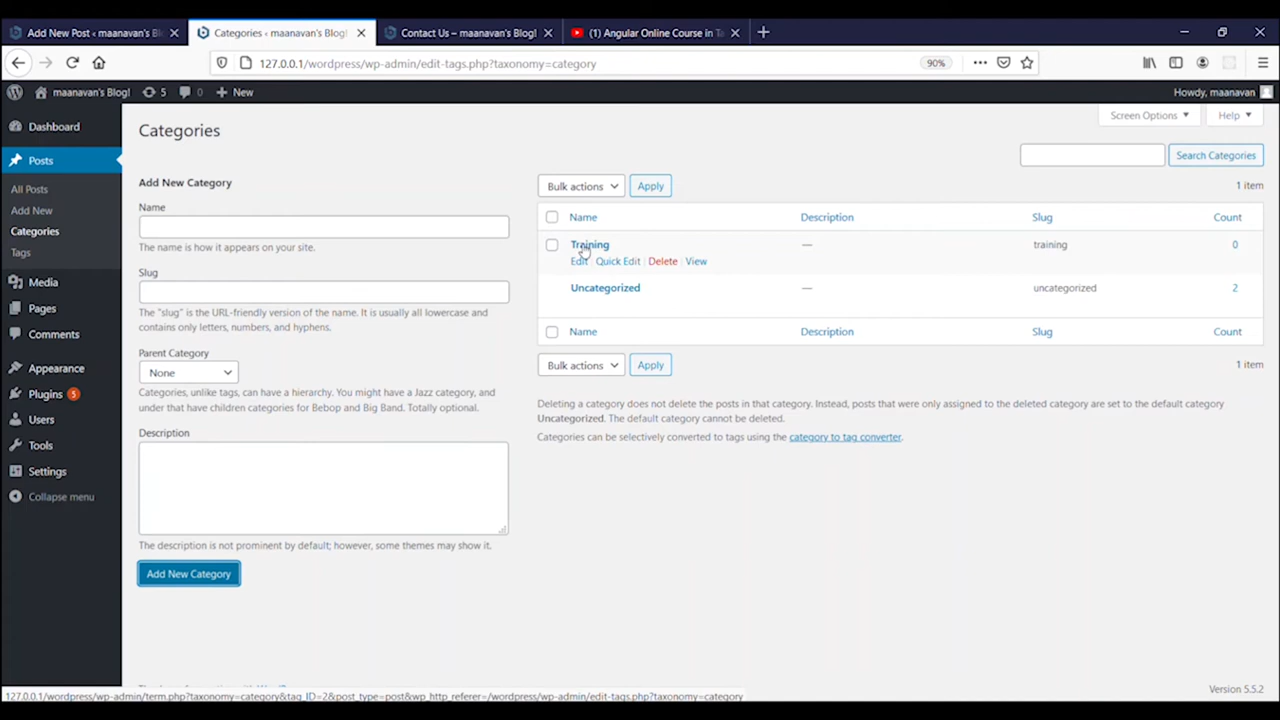 Add New Post ‹ maanavan's Bl
Categories ‹ maanavan's Blog!
Contact Us – maanavan's Blog!
(1) Angular Online Course in Ta
127.0.0.1/wordpress/wp-admin/edit-tags.php?taxonomy=category
90%
maanavan's Blog!
5
0
New
Howdy, maanavan
Dashboard
Posts
All Posts
Add New
Categories
Tags
Media
Pages
Comments
Appearance
Plugins 5
Users
Tools
Settings
Collapse menu
Categories
Screen Options
Help
Search Categories
Add New Category
Name
The name is how it appears on your site.
Slug
The "slug" is the URL-friendly version of the name. It is usually all lowercase and
contains only letters, numbers, and hyphens.
Parent Category
None
Categories, unlike tags, can have a hierarchy. You might have a Jazz category, and
under that have children categories for Bebop and Big Band. Totally optional.
Description
The description is not prominent by default; however, some themes may show it.
Add New Category
Bulk actions
Apply
1 item
Name Description Slug Count
Training — training 0
Edit | Quick Edit | Delete | View
Uncategorized — uncategorized 2
Name Description Slug Count
Bulk actions
Apply
1 item
Deleting a category does not delete the posts in that category. Instead, posts that were only assigned to the deleted category are set to the default category
Uncategorized. The default category cannot be deleted.
Categories can be selectively converted to tags using the category to tag converter.
Version 5.5.2
127.0.0.1/wordpress/wp-admin/term.php?taxonomy=category&tag_ID=2&post_type=post&wp_http_referer=/wordpress/wp-admin/edit-tags.php?taxonomy=category